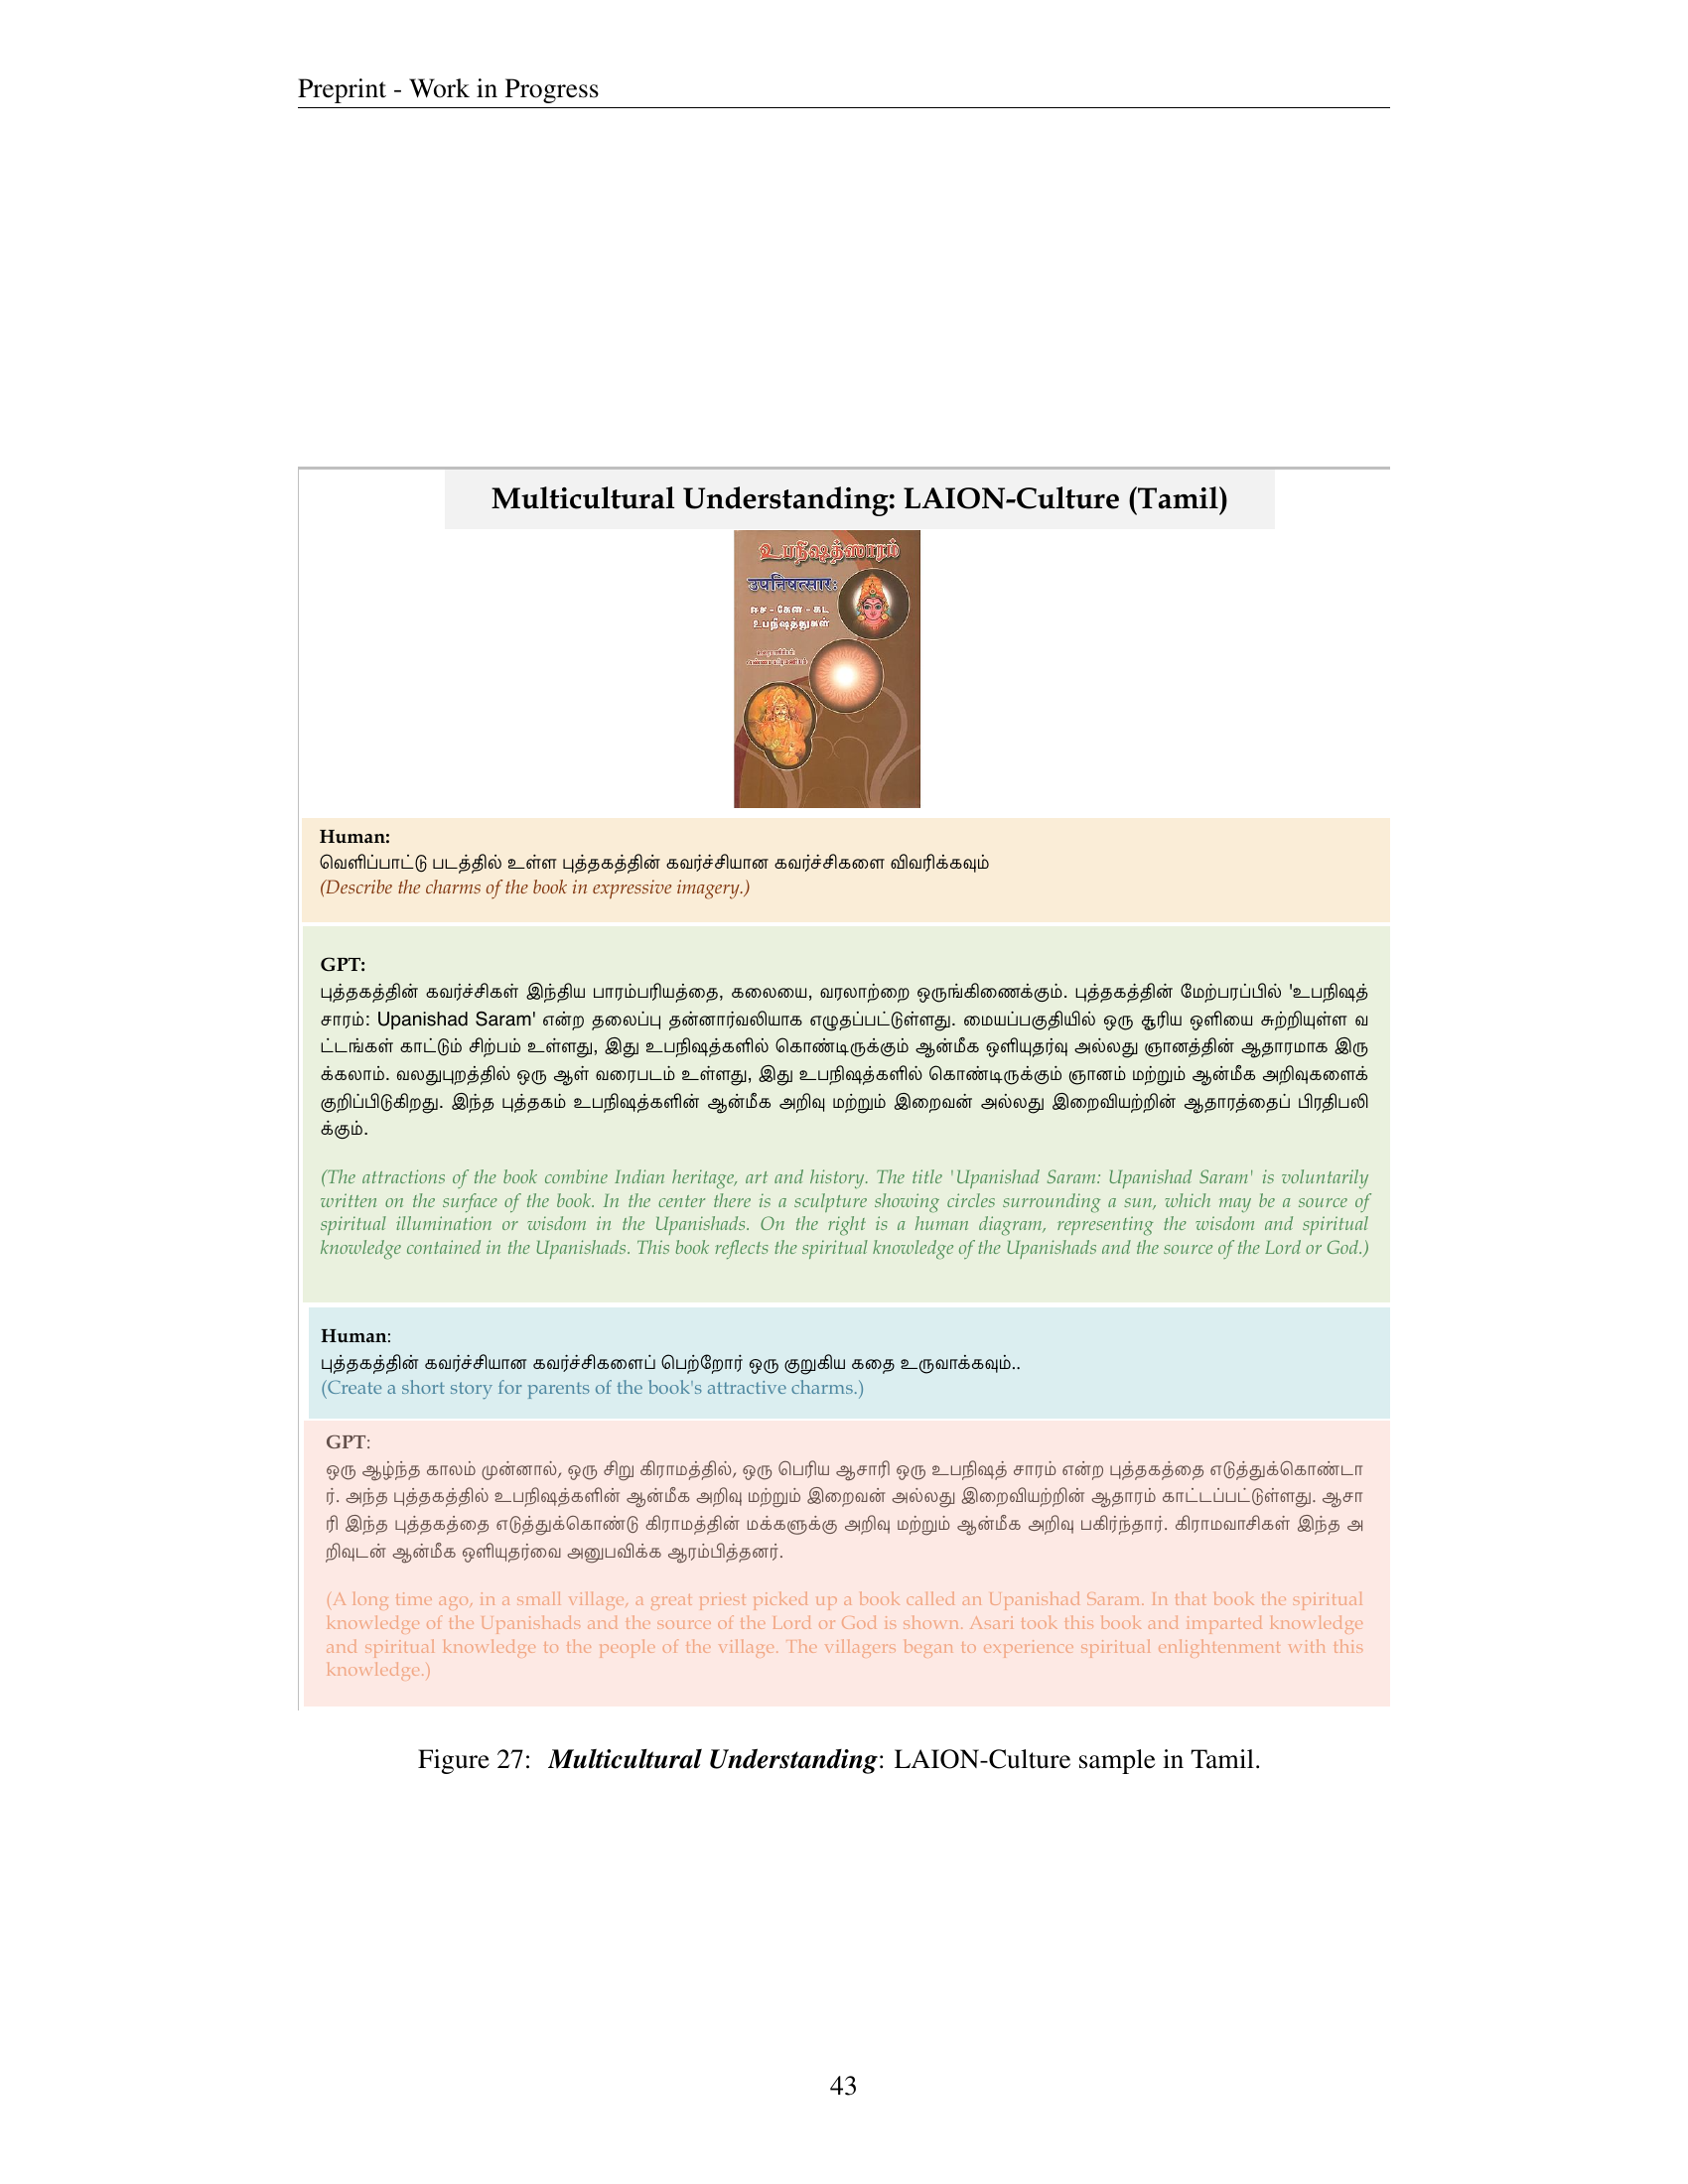 Preprint - Work in Progress
Multicultural Understanding: LAION-Culture (Tamil)
உபநிஷத்ஸாரம்
उपनिषत्सारः
ஈச - கேன - கட
உபநிஷத்துகள்
Human:
வெளிப்பாட்டு படத்தில் உள்ள புத்தகத்தின் கவர்ச்சியான கவர்ச்சிகளை விவரிக்கவும்
(Describe the charms of the book in expressive imagery.)
GPT:
புத்தகத்தின் கவர்ச்சிகள் இந்திய பாரம்பரியத்தை, கலையை, வரலாற்றை ஒருங்கிணைக்கும். புத்தகத்தின் மேற்பரப்பில் 'உபநிஷத்
சாரம்: Upanishad Saram' என்ற தலைப்பு தன்னார்வலியாக எழுதப்பட்டுள்ளது. மையப்பகுதியில் ஒரு சூரிய ஒளியை சுற்றியுள்ள வ
ட்டங்கள் காட்டும் சிற்பம் உள்ளது, இது உபநிஷத்களில் கொண்டிருக்கும் ஆன்மீக ஒளியுதர்வு அல்லது ஞானத்தின் ஆதாரமாக இரு
க்கலாம். வலதுபுறத்தில் ஒரு ஆள் வரைபடம் உள்ளது, இது உபநிஷத்களில் கொண்டிருக்கும் ஞானம் மற்றும் ஆன்மீக அறிவுகளைக்
குறிப்பிடுகிறது. இந்த புத்தகம் உபநிஷத்களின் ஆன்மீக அறிவு மற்றும் இறைவன் அல்லது இறைவியற்றின் ஆதாரத்தைப் பிரதிபலி
க்கும்.
(The attractions of the book combine Indian heritage, art and history. The title 'Upanishad Saram: Upanishad Saram' is voluntarily
written on the surface of the book. In the center there is a sculpture showing circles surrounding a sun, which may be a source of
spiritual illumination or wisdom in the Upanishads. On the right is a human diagram, representing the wisdom and spiritual
knowledge contained in the Upanishads. This book reflects the spiritual knowledge of the Upanishads and the source of the Lord or God.)
Human:
புத்தகத்தின் கவர்ச்சியான கவர்ச்சிகளைப் பெற்றோர் ஒரு குறுகிய கதை உருவாக்கவும்..
(Create a short story for parents of the book's attractive charms.)
GPT:
ஒரு ஆழ்ந்த காலம் முன்னால், ஒரு சிறு கிராமத்தில், ஒரு பெரிய ஆசாரி ஒரு உபநிஷத் சாரம் என்ற புத்தகத்தை எடுத்துக்கொண்டா
ர். அந்த புத்தகத்தில் உபநிஷத்களின் ஆன்மீக அறிவு மற்றும் இறைவன் அல்லது இறைவியற்றின் ஆதாரம் காட்டப்பட்டுள்ளது. ஆசா
ரி இந்த புத்தகத்தை எடுத்துக்கொண்டு கிராமத்தின் மக்களுக்கு அறிவு மற்றும் ஆன்மீக அறிவு பகிர்ந்தார். கிராமவாசிகள் இந்த அ
றிவுடன் ஆன்மீக ஒளியுதர்வை அனுபவிக்க ஆரம்பித்தனர்.
(A long time ago, in a small village, a great priest picked up a book called an Upanishad Saram. In that book the spiritual
knowledge of the Upanishads and the source of the Lord or God is shown. Asari took this book and imparted knowledge
and spiritual knowledge to the people of the village. The villagers began to experience spiritual enlightenment with this
knowledge.)
Figure 27: Multicultural Understanding: LAION-Culture sample in Tamil.
43